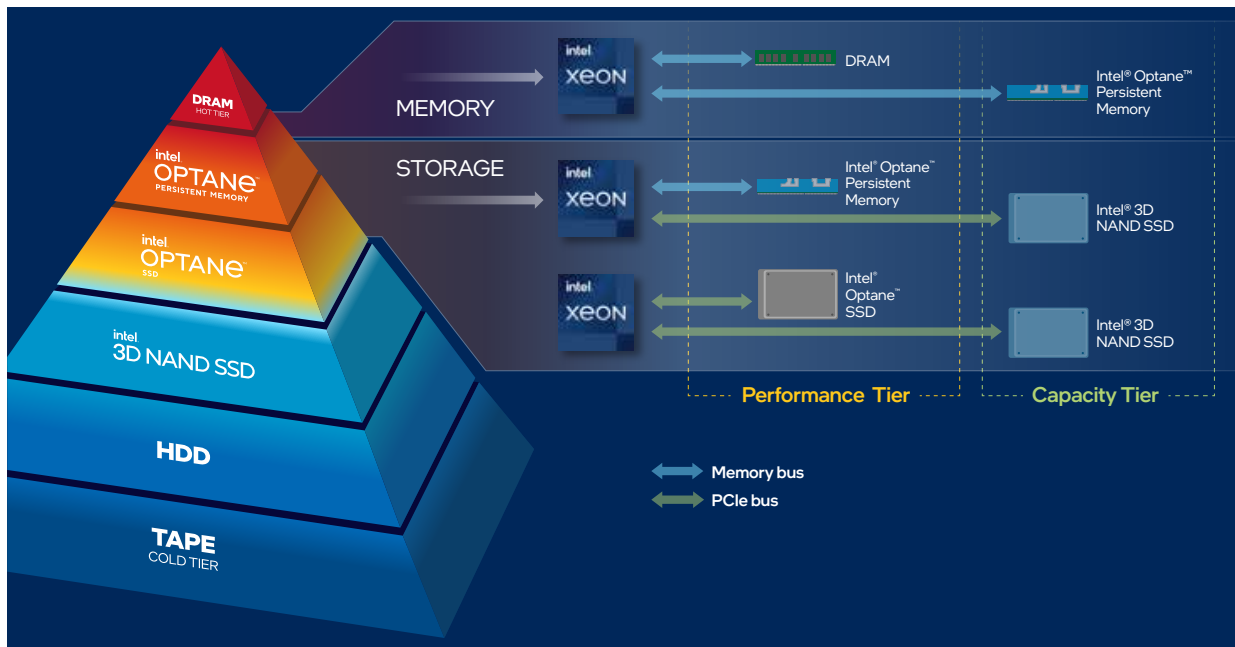 DRAM
HOT TIER
intel
OPTANE™
PERSISTENT MEMORY
intel
OPTANE™
SSD
intel
3D NAND SSD
HDD
TAPE
COLD TIER
MEMORY
intel
XEON
DRAM
Intel® Optane™
Persistent
Memory
STORAGE
intel
XEON
Intel® Optane™
Persistent
Memory
Intel® 3D
NAND SSD
intel
XEON
Intel®
Optane™
SSD
Intel® 3D
NAND SSD
Performance Tier
Capacity Tier
Memory bus
PCIe bus